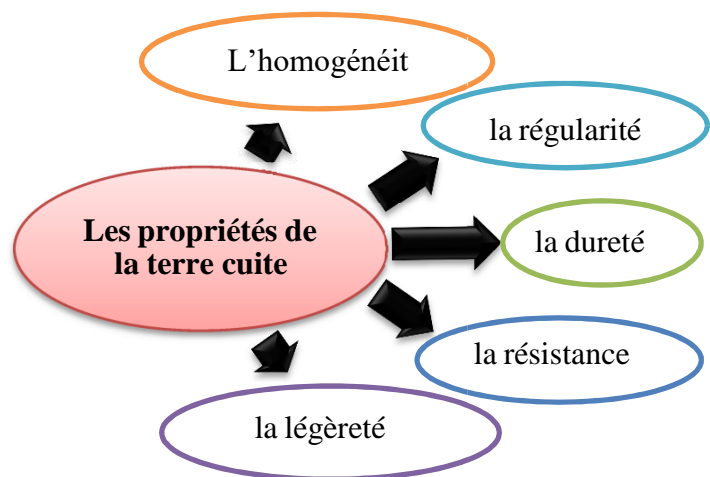 L’homogénéit
la régularité
Les propriétés de
la terre cuite
la dureté
la résistance
la légèreté